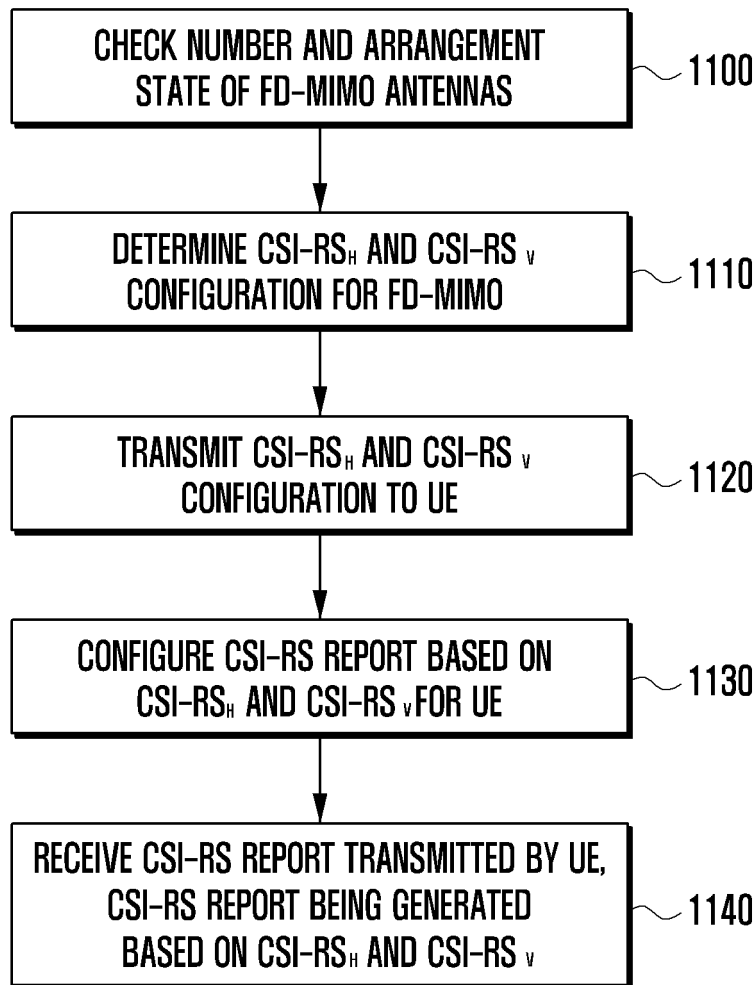 CHECK NUMBER AND ARRANGEMENT
STATE OF FD-MIMO ANTENNAS
1100
DETERMINE CSI-RSH AND CSI-RS V
CONFIGURATION FOR FD-MIMO
1110
TRANSMIT CSI-RSH AND CSI-RS V
CONFIGURATION TO UE
1120
CONFIGURE CSI-RS REPORT BASED ON
CSI-RSH AND CSI-RS V FOR UE
1130
RECEIVE CSI-RS REPORT TRANSMITTED BY UE,
CSI-RS REPORT BEING GENERATED
BASED ON CSI-RSH AND CSI-RS V
1140